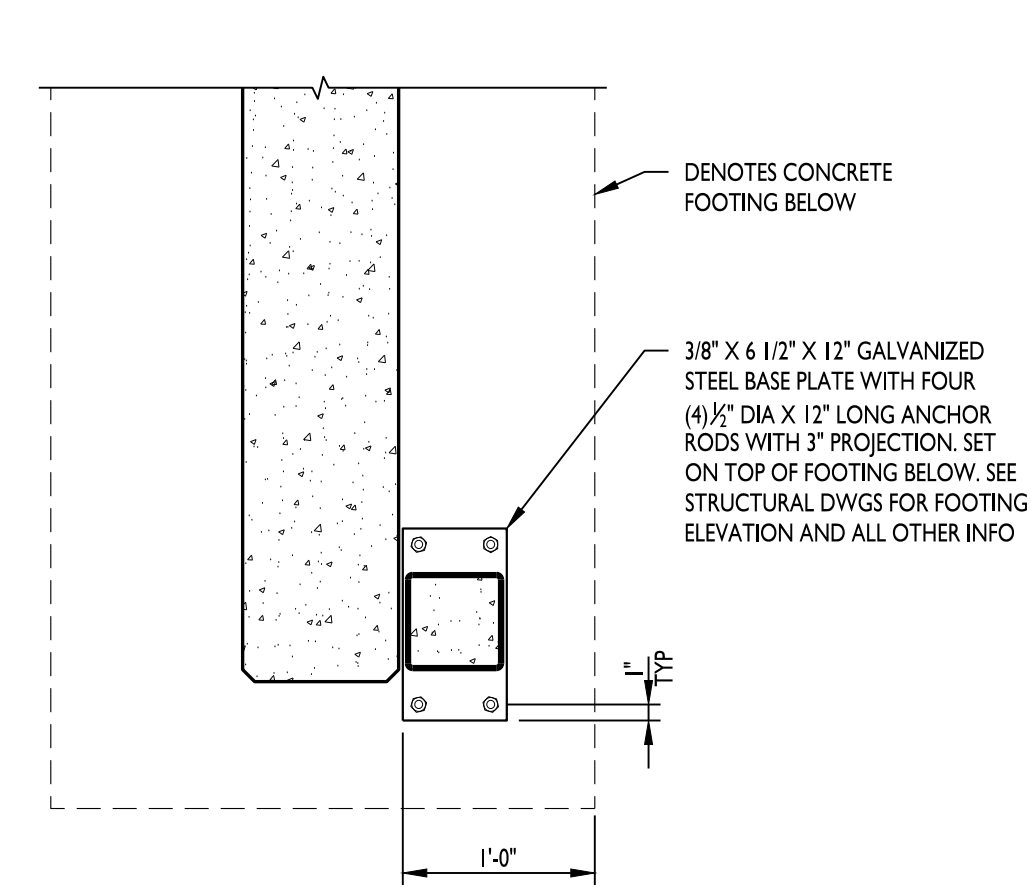 DENOTES CONCRETE
FOOTING BELOW
3/8" X 6 1/2" X 12" GALVANIZED
STEEL BASE PLATE WITH FOUR
(4)½" DIA X 12" LONG ANCHOR
RODS WITH 3" PROJECTION. SET
ON TOP OF FOOTING BELOW. SEE
STRUCTURAL DWGS FOR FOOTING
ELEVATION AND ALL OTHER INFO
1"
TYP
1'-0"